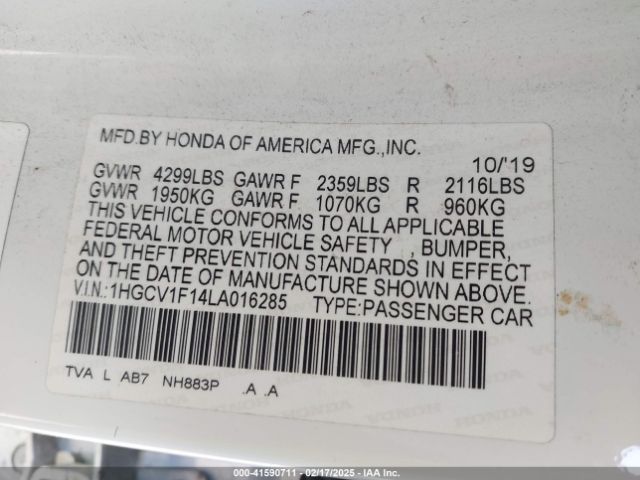 MFD.BY HONDA OF AMERICA MFG.,INC. 10/'19
GVWR 4299LBS GAWR F 2359LBS R 2116LBS
GVWR 1950KG GAWR F 1070KG R 960KG
THIS VEHICLE CONFORMS TO ALL APPLICABLE
FEDERAL MOTOR VEHICLE SAFETY , BUMPER,
AND THEFT PREVENTION STANDARDS IN EFFECT
ON THE DATE OF MANUFACTURE SHOWN ABOVE.
V.I.N.:1HGCV1F14LA016285 TYPE:PASSENGER CAR
TVA L AB7 NH883P .A .A
HONDA HONDA
000-41590711 - 02/17/2025 - IAA Inc.